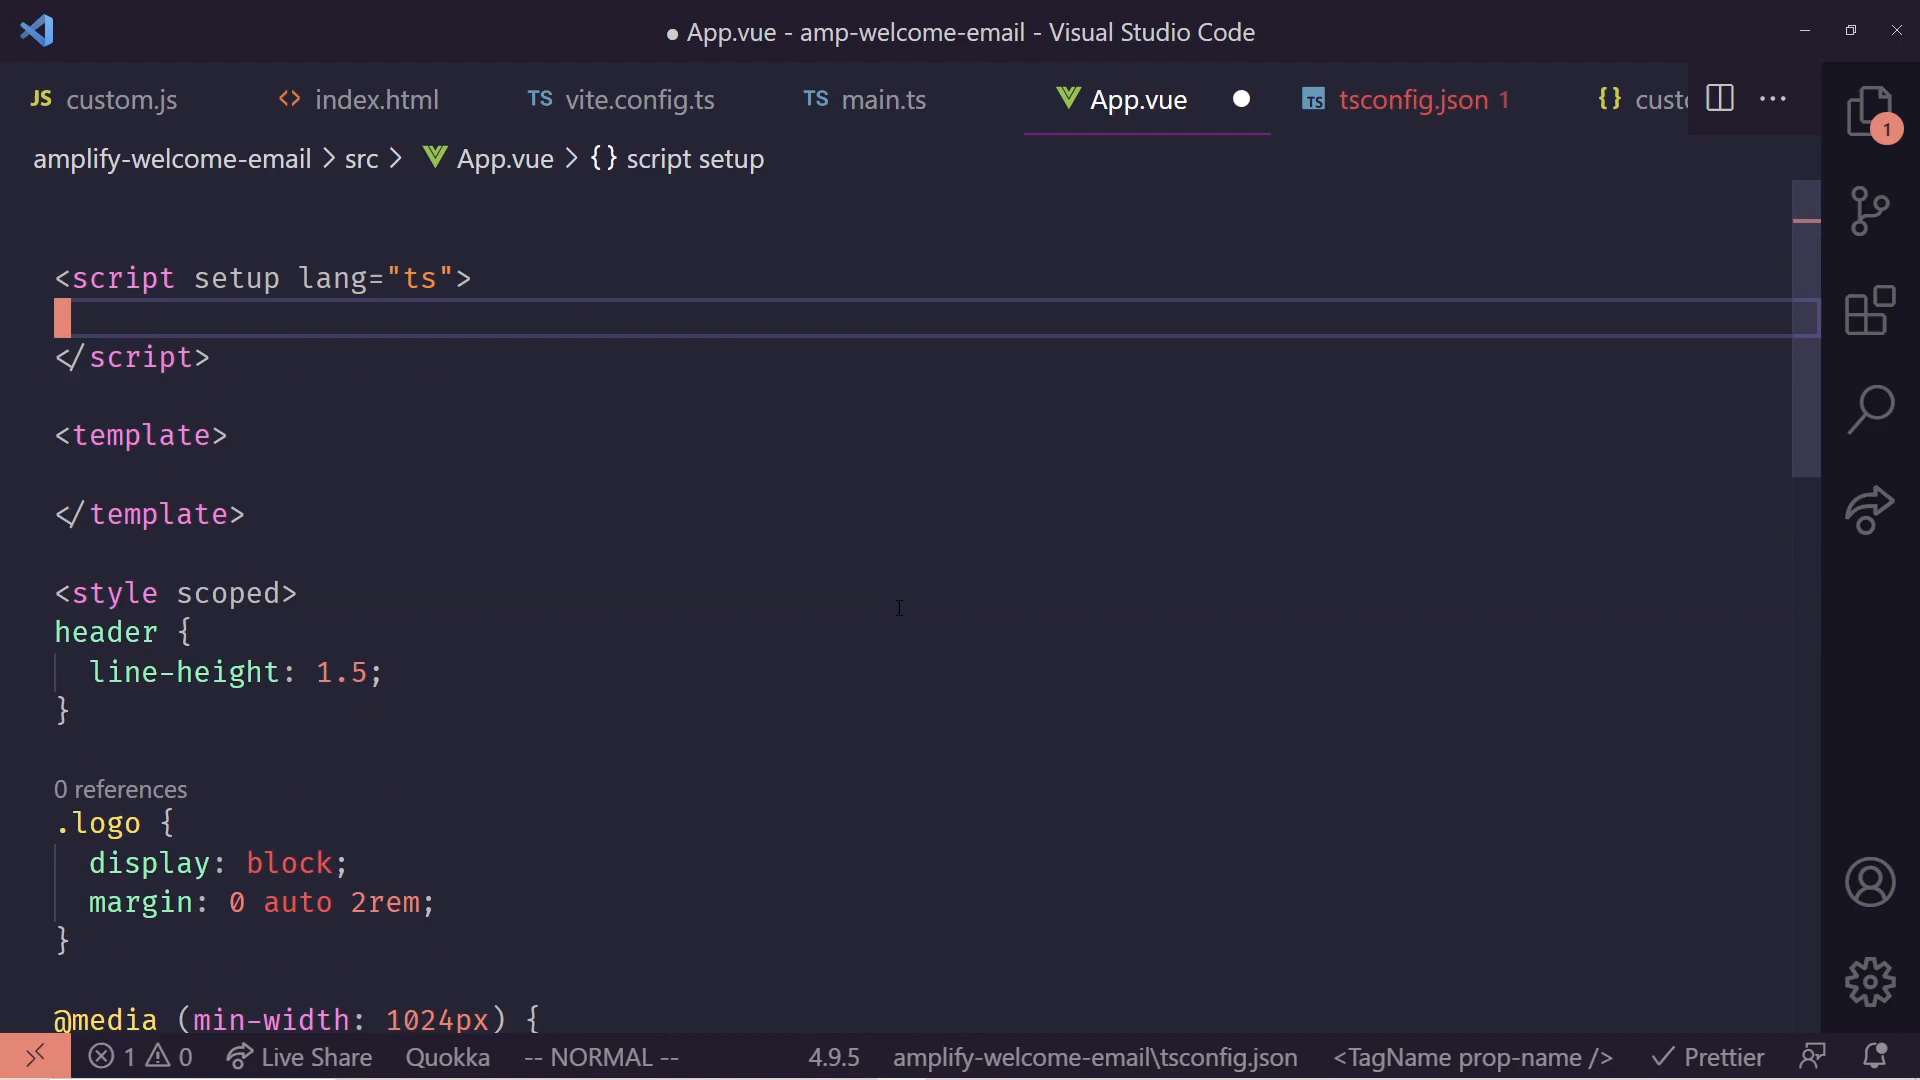 ● App.vue - amp-welcome-email - Visual Studio Code
JS custom.js <> index.html TS vite.config.ts TS main.ts App.vue ● TS tsconfig.json 1 {} custo ···
amplify-welcome-email > src > App.vue > {} script setup
1
<script setup lang="ts">
</script>
<template>
</template>
<style scoped>
header {
line-height: 1.5;
}
0 references
.logo {
display: block;
margin: 0 auto 2rem;
}
@media (min-width: 1024px) {
1 0 Live Share Quokka -- NORMAL -- 4.9.5 amplify-welcome-email\tsconfig.json <TagName prop-name /> Prettier